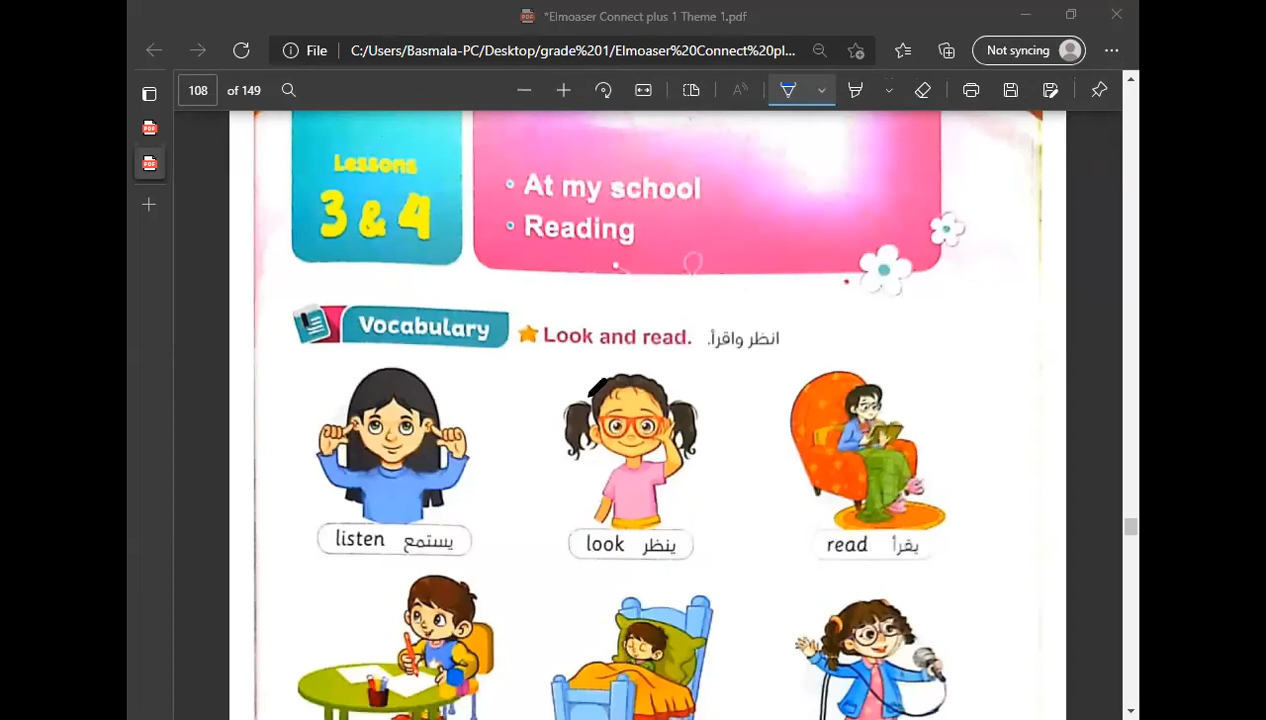 *Elmoaser Connect plus 1 Theme 1.pdf
File C:/Users/Basmala-PC/Desktop/grade%201/Elmoaser%20Connect%20pl... Not syncing
108 of 149
Lessons
3 & 4
• At my school
• Reading
Vocabulary
Look and read. انظر واقرأ.
listen يستمع
look ينظر
read يقرأ